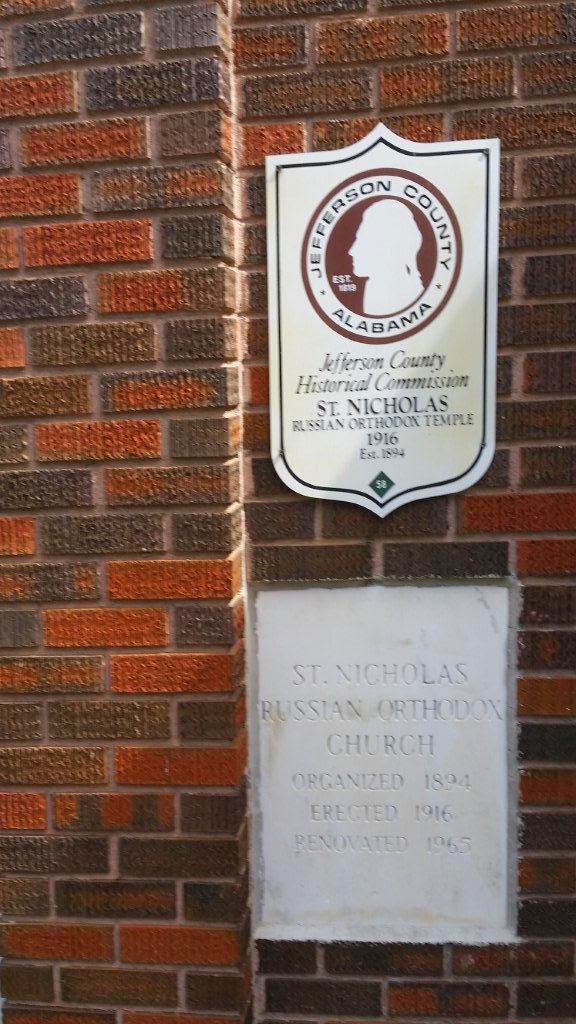 JEFFERSON COUNTY
EST.
1819
ALABAMA
Jefferson County
Historical Commission
ST. NICHOLAS
RUSSIAN ORTHODOX TEMPLE
1916
Est. 1894
58
ST. NICHOLAS
RUSSIAN ORTHODOX
CHURCH
ORGANIZED 1894
ERECTED 1916
RENOVATED 1965